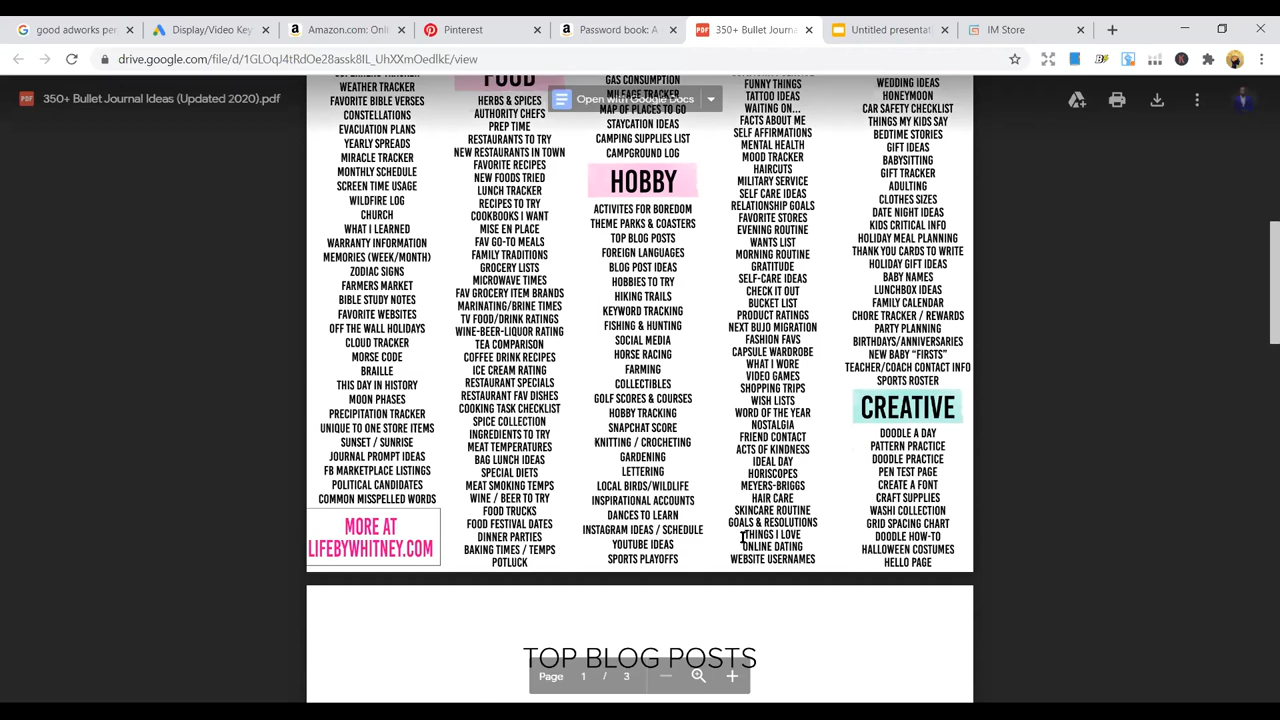 good adworks per
Display/Video Key
Amazon.com: Onl
Pinterest
Password book: A
350+ Bullet Journ
Untitled presentat
IM Store
drive.google.com/file/d/1GLOqJ4tRdOe28assk8IL_UhXXmOedlkE/view
350+ Bullet Journal Ideas (Updated 2020).pdf
Open with Google Docs
WEATHER TRACKER
FAVORITE BIBLE VERSES
CONSTELLATIONS
EVACUATION PLANS
YEARLY SPREADS
MIRACLE TRACKER
MONTHLY SCHEDULE
SCREEN TIME USAGE
WILDFIRE LOG
CHURCH
WHAT I LEARNED
WARRANTY INFORMATION
MEMORIES (WEEK/MONTH)
ZODIAC SIGNS
FARMERS MARKET
BIBLE STUDY NOTES
FAVORITE WEBSITES
OFF THE WALL HOLIDAYS
CLOUD TRACKER
MORSE CODE
BRAILLE
THIS DAY IN HISTORY
MOON PHASES
PRECIPITATION TRACKER
UNIQUE TO ONE STORE ITEMS
SUNSET / SUNRISE
JOURNAL PROMPT IDEAS
FB MARKETPLACE LISTINGS
POLITICAL CANDIDATES
COMMON MISSPELLED WORDS
MORE AT
LIFEBYWHITNEY.COM
FOOD
HERBS & SPICES
AUTHORITY CHEFS
PREP TIME
RESTAURANTS TO TRY
NEW RESTAURANTS IN TOWN
FAVORITE RECIPES
NEW FOODS TRIED
LUNCH TRACKER
RECIPES TO TRY
COOKBOOKS I WANT
MISE EN PLACE
FAV GO-TO MEALS
FAMILY TRADITIONS
GROCERY LISTS
MICROWAVE TIMES
FAV GROCERY ITEM BRANDS
MARINATING/BRINE TIMES
TV FOOD/DRINK RATINGS
WINE-BEER-LIQUOR RATING
TEA COMPARISON
COFFEE DRINK RECIPES
ICE CREAM RATING
RESTAURANT SPECIALS
RESTAURANT FAV DISHES
COOKING TASK CHECKLIST
SPICE COLLECTION
INGREDIENTS TO TRY
MEAT TEMPERATURES
BAG LUNCH IDEAS
SPECIAL DIETS
MEAT SMOKING TEMPS
WINE / BEER TO TRY
FOOD TRUCKS
FOOD FESTIVAL DATES
DINNER PARTIES
BAKING TIMES / TEMPS
POTLUCK
GAS CONSUMPTION
MILEAGE TRACKER
MAP OF PLACES TO GO
STAYCATION IDEAS
CAMPING SUPPLIES LIST
CAMPGROUND LOG
HOBBY
ACTIVITES FOR BOREDOM
THEME PARKS & COASTERS
TOP BLOG POSTS
FOREIGN LANGUAGES
BLOG POST IDEAS
HOBBIES TO TRY
HIKING TRAILS
KEYWORD TRACKING
FISHING & HUNTING
SOCIAL MEDIA
HORSE RACING
FARMING
COLLECTIBLES
GOLF SCORES & COURSES
HOBBY TRACKING
SNAPCHAT SCORE
KNITTING / CROCHETING
GARDENING
LETTERING
LOCAL BIRDS/WILDLIFE
INSPIRATIONAL ACCOUNTS
DANCES TO LEARN
INSTAGRAM IDEAS / SCHEDULE
YOUTUBE IDEAS
SPORTS PLAYOFFS
FUNNY THINGS
TATTOO IDEAS
WAITING ON...
FACTS ABOUT ME
SELF AFFIRMATIONS
MENTAL HEALTH
MOOD TRACKER
HAIRCUTS
MILITARY SERVICE
SELF CARE IDEAS
RELATIONSHIP GOALS
FAVORITE STORES
EVENING ROUTINE
WANTS LIST
MORNING ROUTINE
GRATITUDE
SELF-CARE IDEAS
CHECK IT OUT
BUCKET LIST
PRODUCT RATINGS
NEXT BUJO MIGRATION
FASHION FAVS
CAPSULE WARDROBE
WHAT I WORE
VIDEO GAMES
SHOPPING TRIPS
WISH LISTS
WORD OF THE YEAR
NOSTALGIA
FRIEND CONTACT
ACTS OF KINDNESS
IDEAL DAY
HORISCOPES
MEYERS-BRIGGS
HAIR CARE
SKINCARE ROUTINE
GOALS & RESOLUTIONS
THINGS I LOVE
ONLINE DATING
WEBSITE USERNAMES
WEDDING IDEAS
HONEYMOON
CAR SAFETY CHECKLIST
THINGS MY KIDS SAY
BEDTIME STORIES
GIFT IDEAS
BABYSITTING
GIFT TRACKER
ADULTING
CLOTHES SIZES
DATE NIGHT IDEAS
KIDS CRITICAL INFO
HOLIDAY MEAL PLANNING
THANK YOU CARDS TO WRITE
HOLIDAY GIFT IDEAS
BABY NAMES
LUNCHBOX IDEAS
FAMILY CALENDAR
CHORE TRACKER / REWARDS
PARTY PLANNING
BIRTHDAYS/ANNIVERSARIES
NEW BABY “FIRSTS”
TEACHER/COACH CONTACT INFO
SPORTS ROSTER
CREATIVE
DOODLE A DAY
PATTERN PRACTICE
DOODLE PRACTICE
PEN TEST PAGE
CREATE A FONT
CRAFT SUPPLIES
WASHI COLLECTION
GRID SPACING CHART
DOODLE HOW-TO
HALLOWEEN COSTUMES
HELLO PAGE
TOP BLOG POSTS
Page 1 / 3